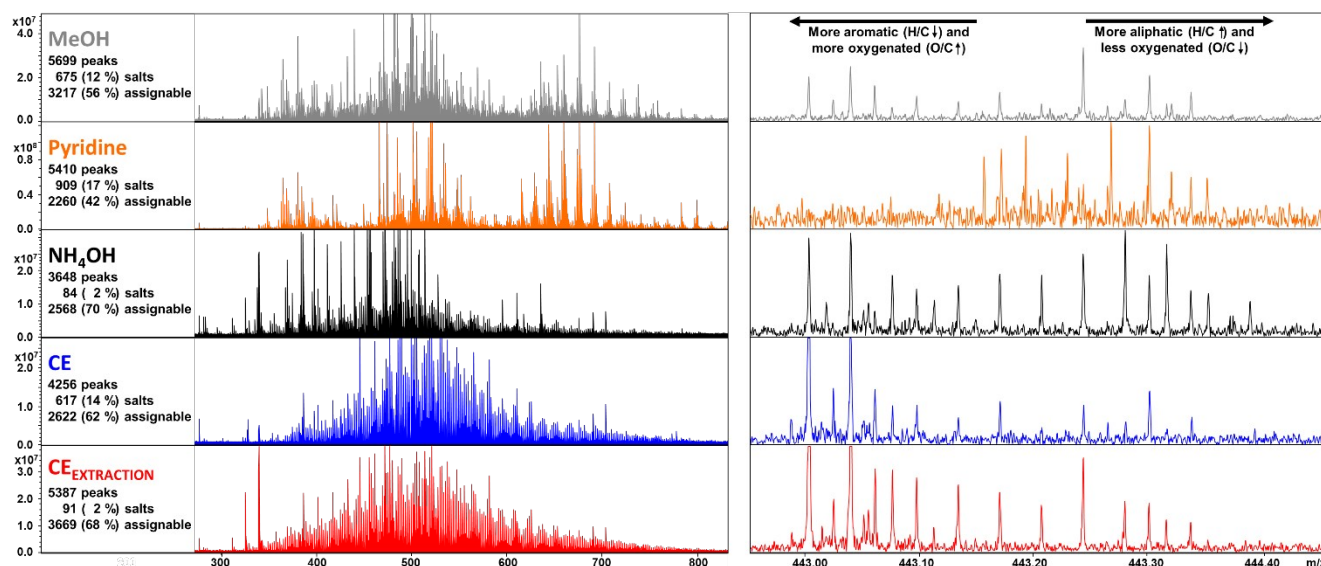 x10⁷
4.0
2.0
0.0
MeOH
5699 peaks
675 (12 %) salts
3217 (56 %) assignable
x10⁸
0.8
0.4
0.0
Pyridine
5410 peaks
909 (17 %) salts
2260 (42 %) assignable
x10⁷
2.0
1.0
0.0
NH₄OH
3648 peaks
84 ( 2 %) salts
2568 (70 %) assignable
x10⁷
2.0
1.0
0.0
CE
4256 peaks
617 (14 %) salts
2622 (62 %) assignable
x10⁷
3.0
2.0
1.0
0.0
CE EXTRACTION
5387 peaks
91 ( 2 %) salts
3669 (68 %) assignable
300 400 500 600 700
More aromatic (H/C ↓) and
more oxygenated (O/C ↑)
More aliphatic (H/C ↑) and
less oxygenated (O/C ↓)
443.00 443.10 443.20 443.30 444.40 m/z